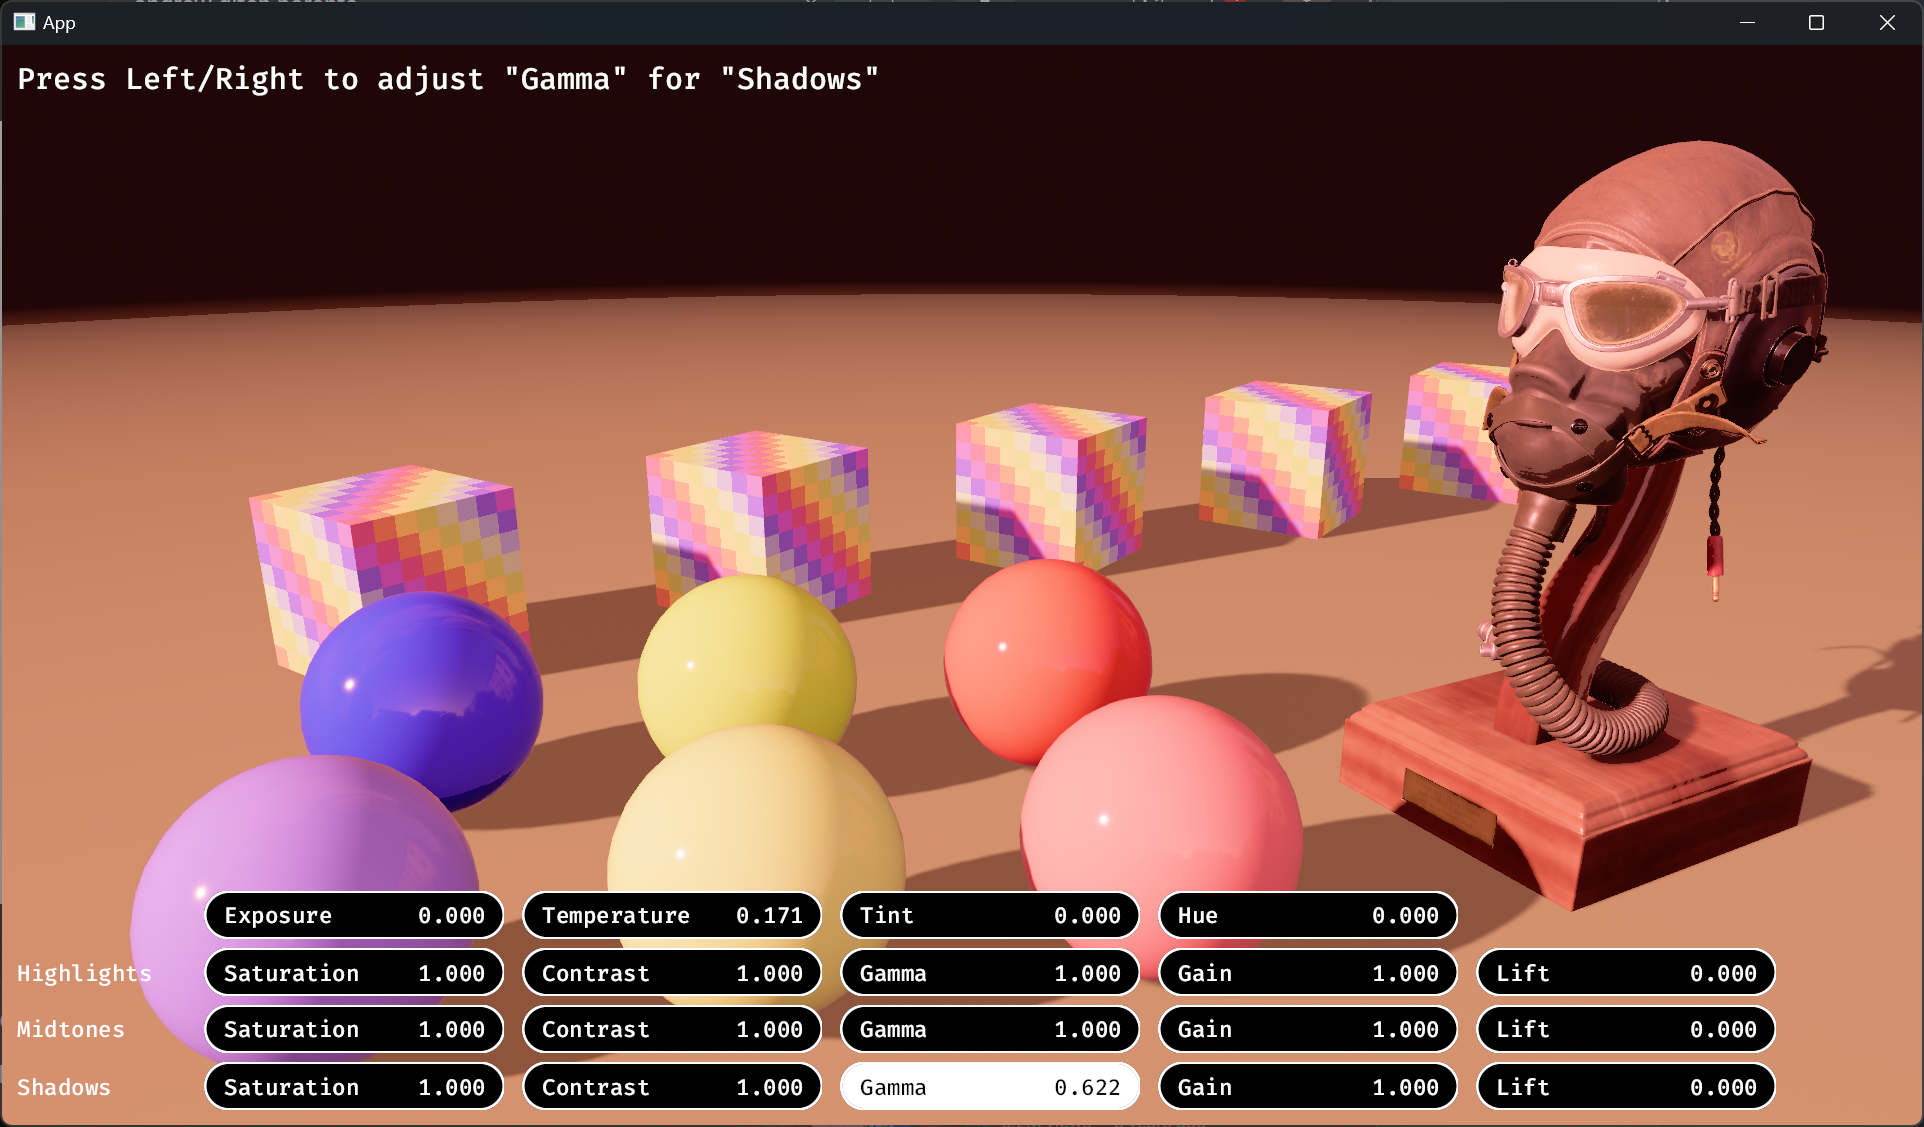 App
Press Left/Right to adjust "Gamma" for "Shadows"
Exposure 0.000 Temperature 0.171 Tint 0.000 Hue 0.000
Highlights Saturation 1.000 Contrast 1.000 Gamma 1.000 Gain 1.000 Lift 0.000
Midtones Saturation 1.000 Contrast 1.000 Gamma 1.000 Gain 1.000 Lift 0.000
Shadows Saturation 1.000 Contrast 1.000 Gamma 0.622 Gain 1.000 Lift 0.000